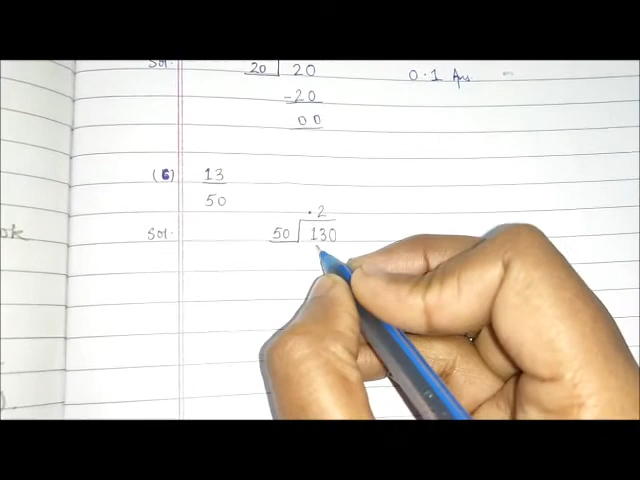 Sol. 20 20
0.1 Ans.
-20
00
(6) 13
50
.2
Sol. 50 130